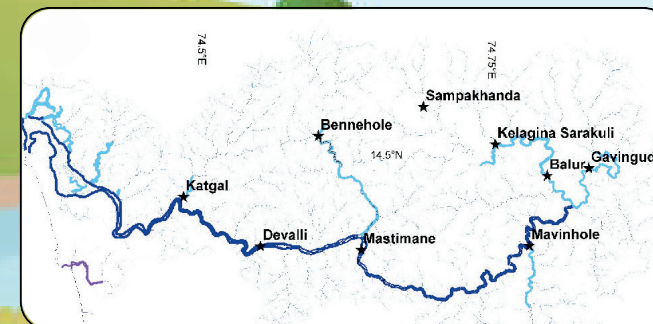 74.5°E
74.75°E
Sampakhanda
Bennehole
Kelagina Sarakuli
14.5°N
Gavingud
Balur
Katgal
Devalli
Mastimane
Mavinhole